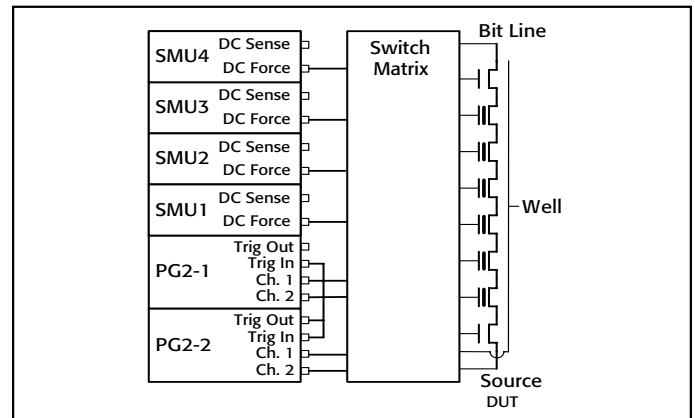 SMU4
DC Sense
DC Force
SMU3
DC Sense
DC Force
SMU2
DC Sense
DC Force
SMU1
DC Sense
DC Force
PG2-1
Trig Out
Trig In
Ch. 1
Ch. 2
PG2-2
Trig Out
Trig In
Ch. 1
Ch. 2
Switch
Matrix
Bit Line
Well
Source
DUT